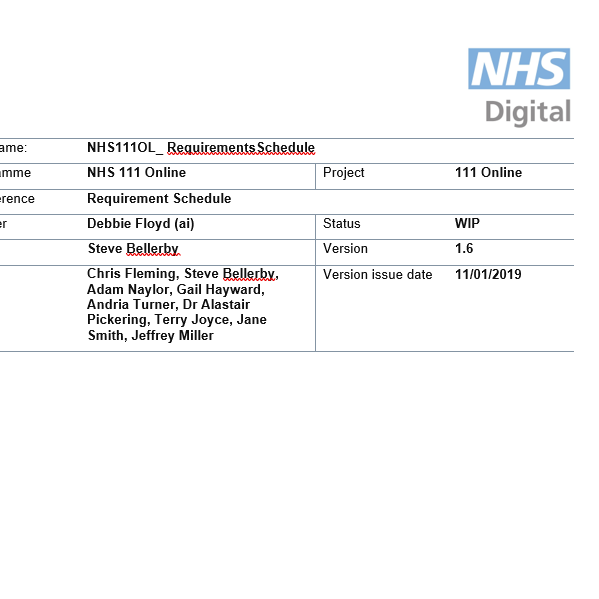 NHS
Digital
ame: NHS111OL_ RequirementsSchedule
amme NHS 111 Online Project 111 Online
erence Requirement Schedule
er Debbie Floyd (ai) Status WIP
Steve Bellerby Version 1.6
Chris Fleming, Steve Bellerby, Version issue date 11/01/2019
Adam Naylor, Gail Hayward,
Andria Turner, Dr Alastair
Pickering, Terry Joyce, Jane
Smith, Jeffrey Miller